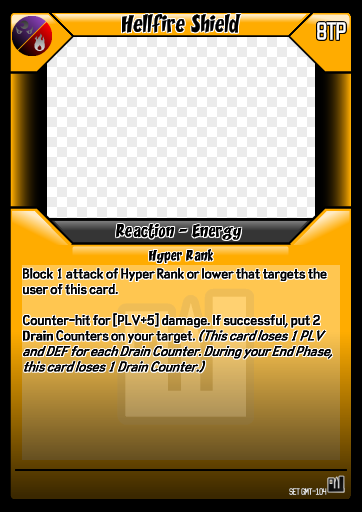 Hellfire Shield
8TP
Reaction - Energy
Hyper Rank
Block 1 attack of Hyper Rank or lower that targets the
user of this card.
Counter-hit for [PLV+5] damage. If successful, put 2
Drain Counters on your target. (This card loses 1 PLV
and DEF for each Drain Counter. During your End Phase,
this card loses 1 Drain Counter.)
SET GMT-104